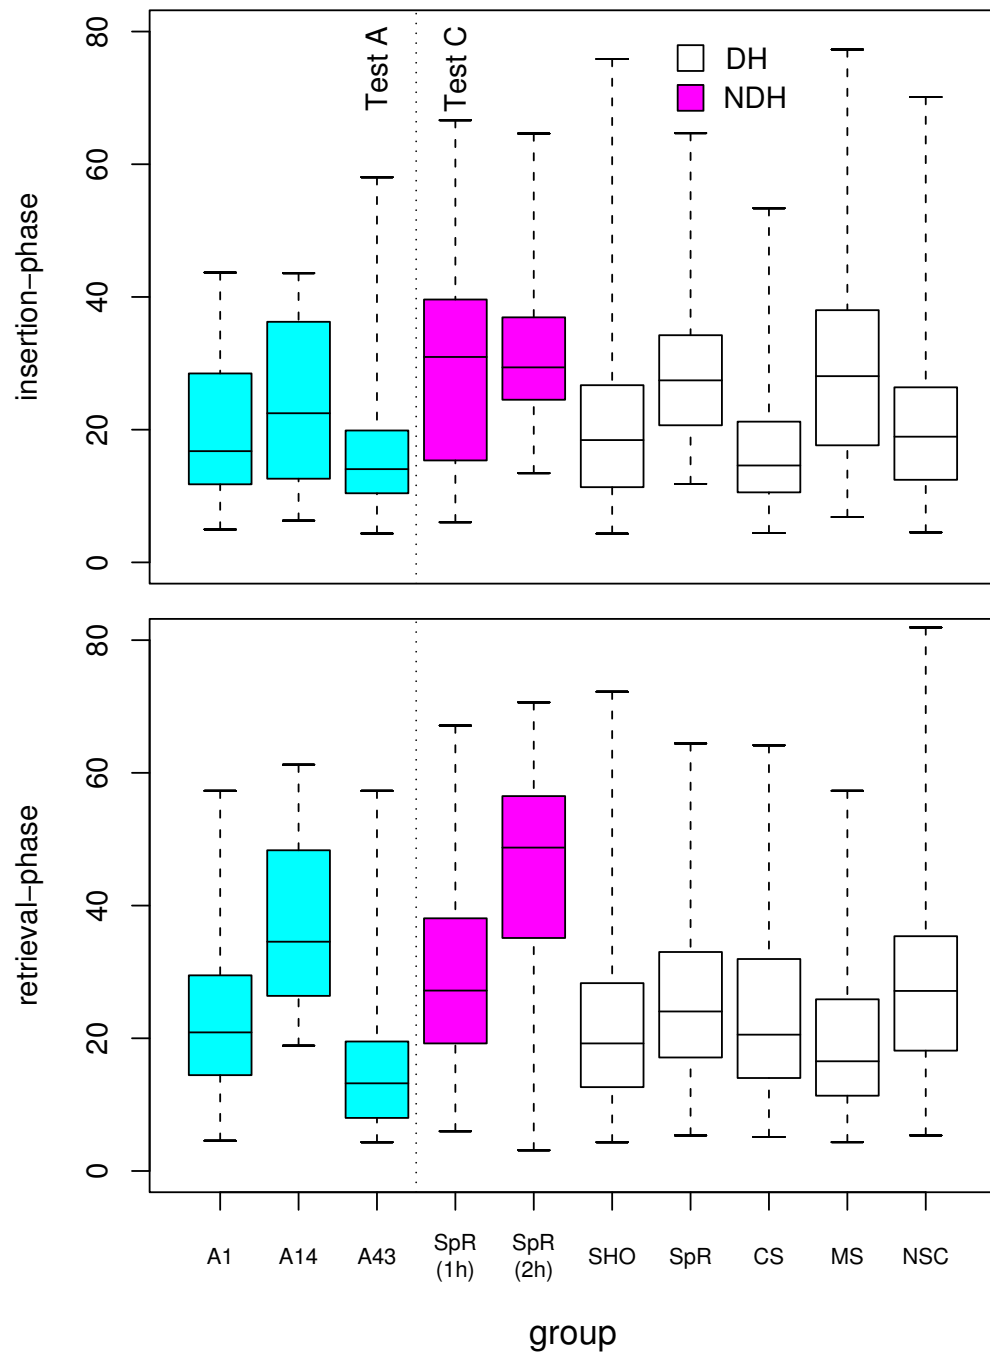 Test A
Test C
DH
NDH
insertion−phase
80
60
40
20
0
retrieval−phase
80
60
40
20
0
A1
A14
A43
SpR
(1h)
SpR
(2h)
SHO
SpR
CS
MS
NSC
group